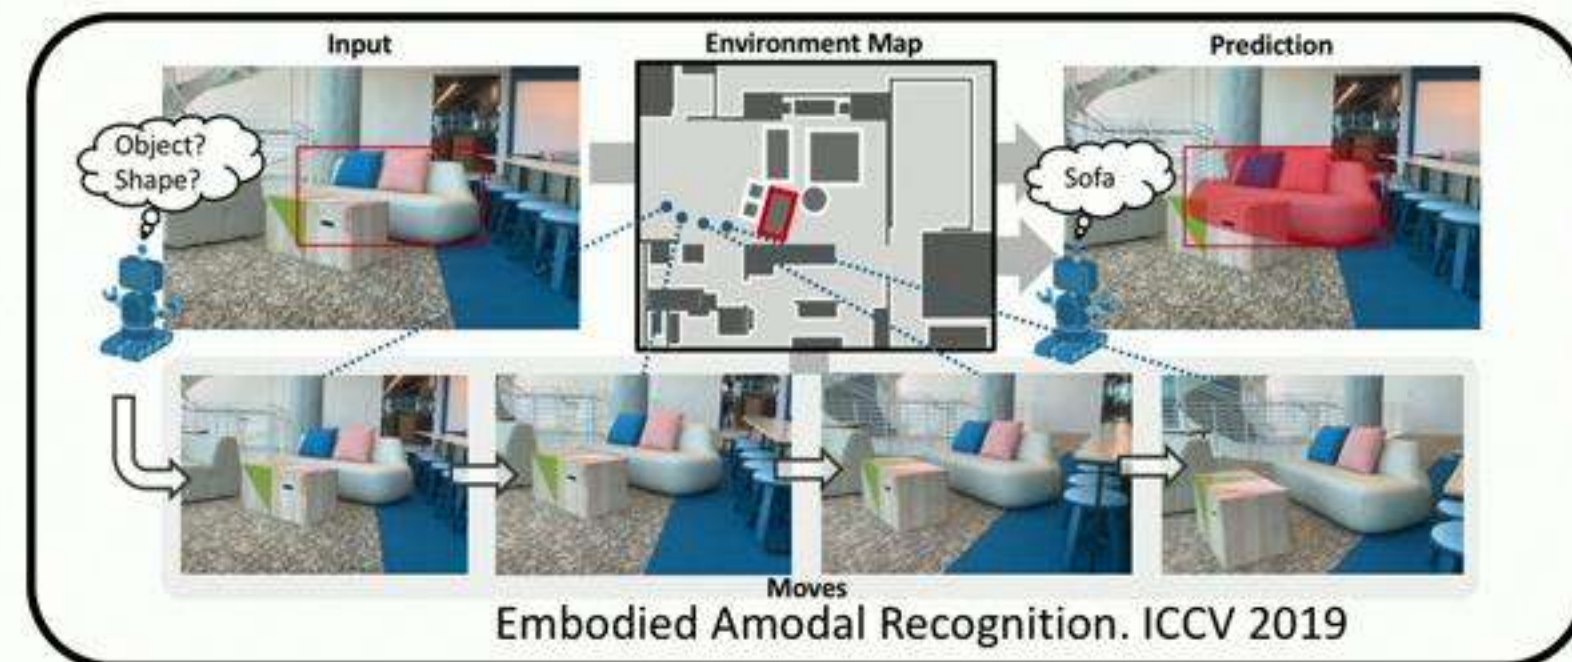 Input
Environment Map
Prediction
Object?
Shape?
Sofa
Moves
Embodied Amodal Recognition. ICCV 2019